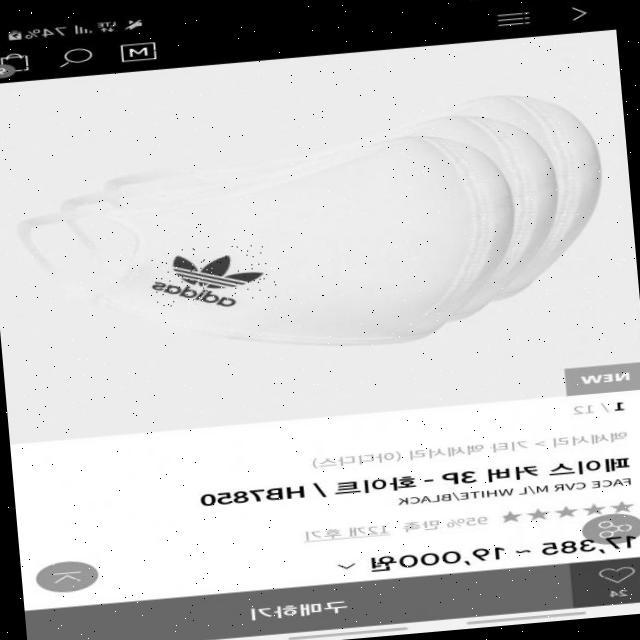 74%
LTE
M
adidas
NEW
1 / 12
액세서리 > 기타 액세서리 (아디다스)
페이스 커버 3P - 화이트 / HB7850
FACE CVR M/L WHITE/BLACK
95% 만족 12개 후기
17,385 ~ 19,000원
24
구매하기